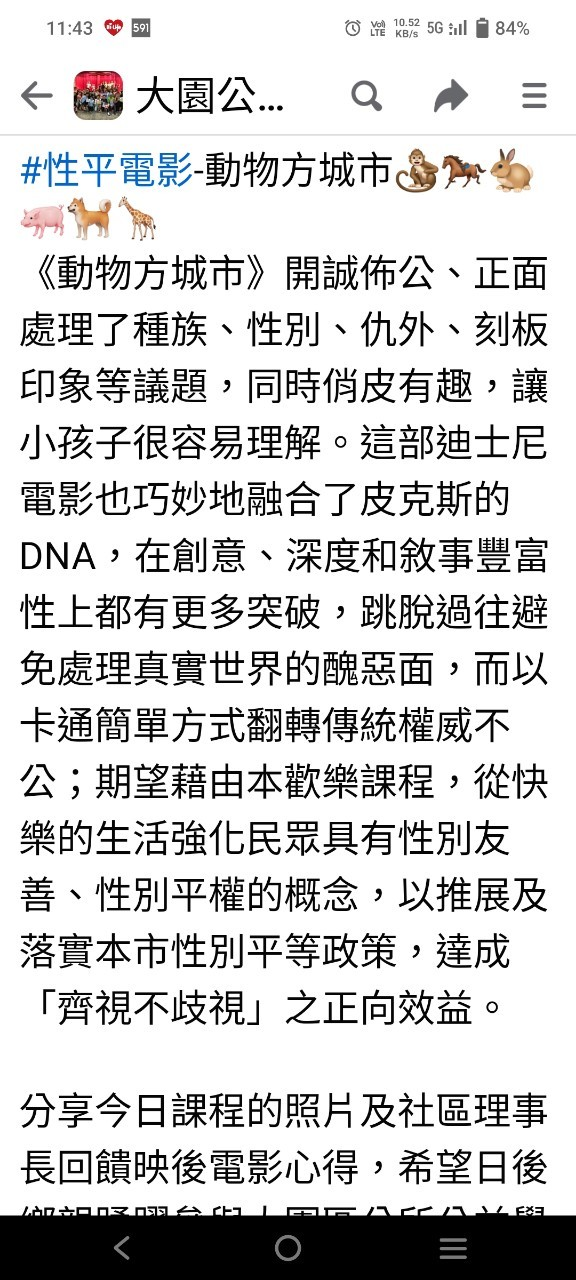 11:43 591 VoD LTE 10.52 KB/s 5G 84%
大園公...
#性平電影-動物方城市🐒🐎🐇
🐖🐕🦒
《動物方城市》開誠佈公、正面
處理了種族、性別、仇外、刻板
印象等議題，同時俏皮有趣，讓
小孩子很容易理解。這部迪士尼
電影也巧妙地融合了皮克斯的
DNA，在創意、深度和敘事豐富
性上都有更多突破，跳脫過往避
免處理真實世界的醜惡面，而以
卡通簡單方式翻轉傳統權威不
公；期望藉由本歡樂課程，從快
樂的生活強化民眾具有性別友
善、性別平權的概念，以推展及
落實本市性別平等政策，達成
「齊視不歧視」之正向效益。
分享今日課程的照片及社區理事
長回饋映後電影心得，希望日後